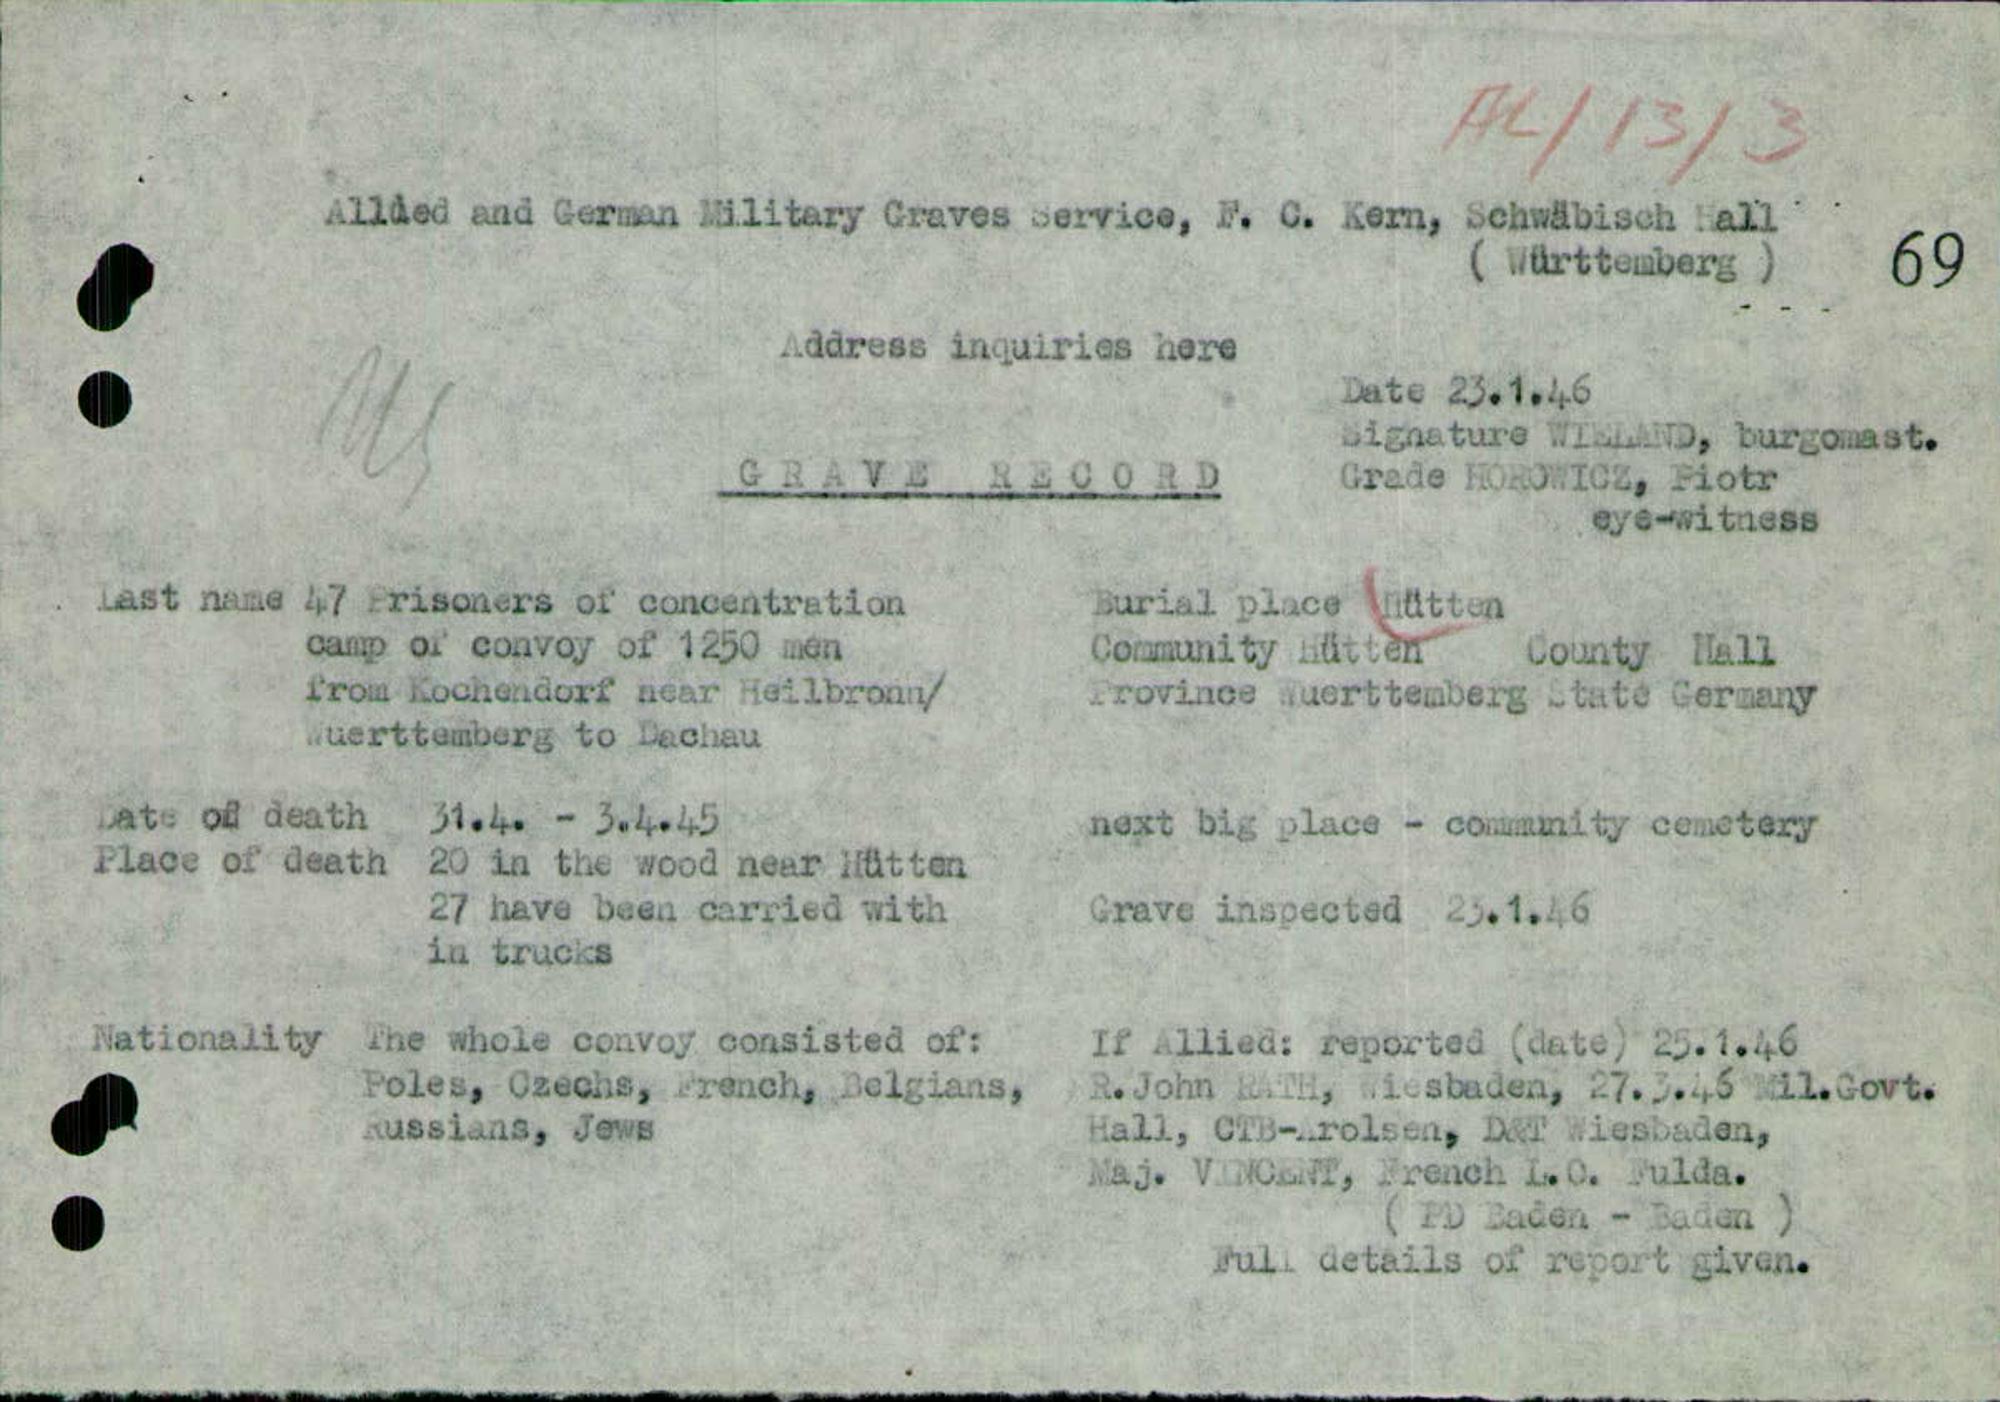 AL/13/3
Allied and German Military Graves Service, F. C. Kern, Schwäbisch Hall
( Württemberg )
69
Address inquiries here
Date 23.1.46
Signature WIELAND, burgomast.
GRAVE RECORD
Grade HOROWICZ, Piotr
eye-witness
Last name 47 Prisoners of concentration
camp of convoy of 1250 men
from Kochendorf near Heilbronn/
Wuerttemberg to Dachau
Burial place Hütten
Community Hütten County Hall
Province Wuerttemberg State Germany
Date of death 31.4. - 3.4.45
Place of death 20 in the wood near Hütten
27 have been carried with
in trucks
next big place - community cemetery
Grave inspected 23.1.46
Nationality The whole convoy consisted of:
Poles, Czechs, French, Belgians,
Russians, Jews
If Allied: reported (date) 25.1.46
R.John RATH, Wiesbaden, 27.3.46 Mil.Govt.
Hall, CTB-Arolsen, D&T Wiesbaden,
Maj. VINCENT, French L.O. Fulda.
( PD Baden - Baden )
Full details of report given.